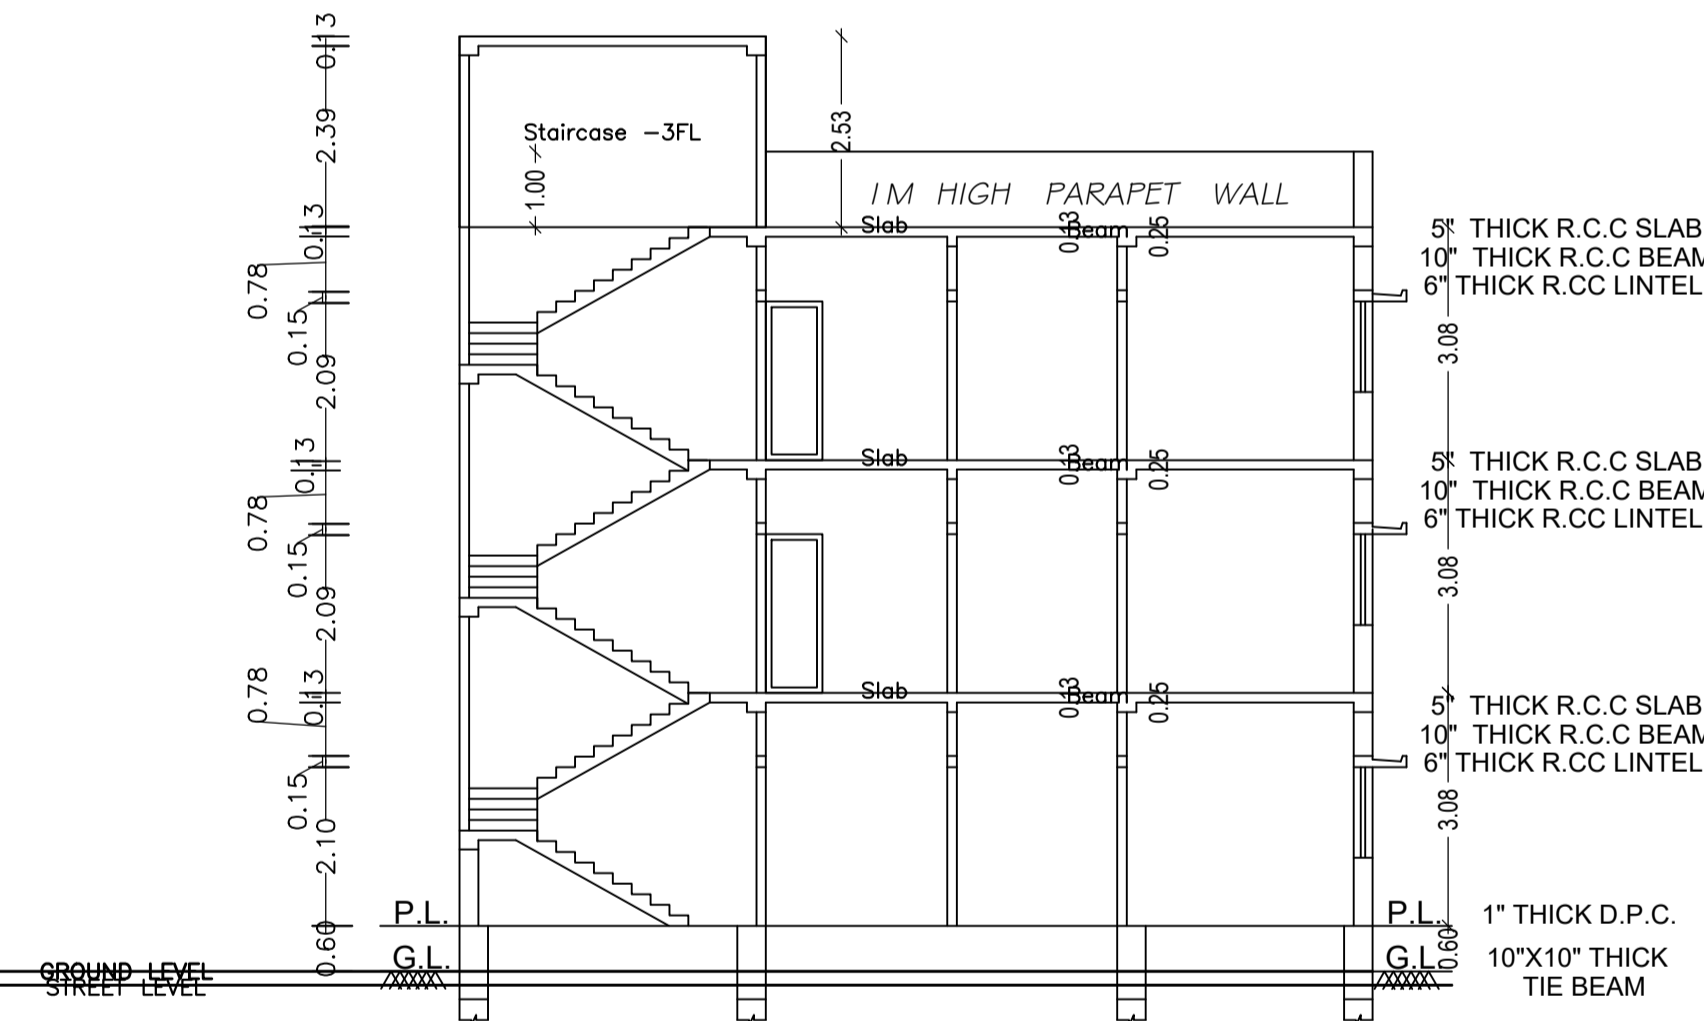 0.13
2.39
Staircase -3FL
1.00
2.53
1M HIGH PARAPET WALL
0.13
Slab
0.13
Beam
0.25
5" THICK R.C.C SLAB
10" THICK R.C.C BEAM
6" THICK R.CC LINTEL
0.78
0.15
2.09
3.08
0.13
Slab
0.13
Beam
0.25
5" THICK R.C.C SLAB
10" THICK R.C.C BEAM
6" THICK R.CC LINTEL
0.78
0.15
2.09
3.08
0.78
0.13
Slab
0.13
Beam
0.25
5" THICK R.C.C SLAB
10" THICK R.C.C BEAM
6" THICK R.CC LINTEL
0.15
2.10
3.08
P.L.
P.L.
1" THICK D.P.C.
0.60
G.L.
G.L.
0.60
10"X10" THICK
TIE BEAM
GROUND LEVEL
STREET LEVEL